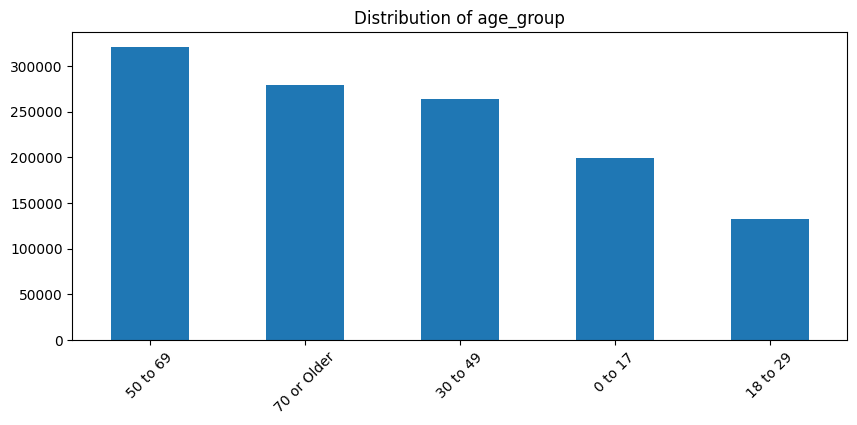 Distribution of age_group
300000
250000
200000
150000
100000
50000
0
50 to 69
70 or Older
30 to 49
0 to 17
18 to 29